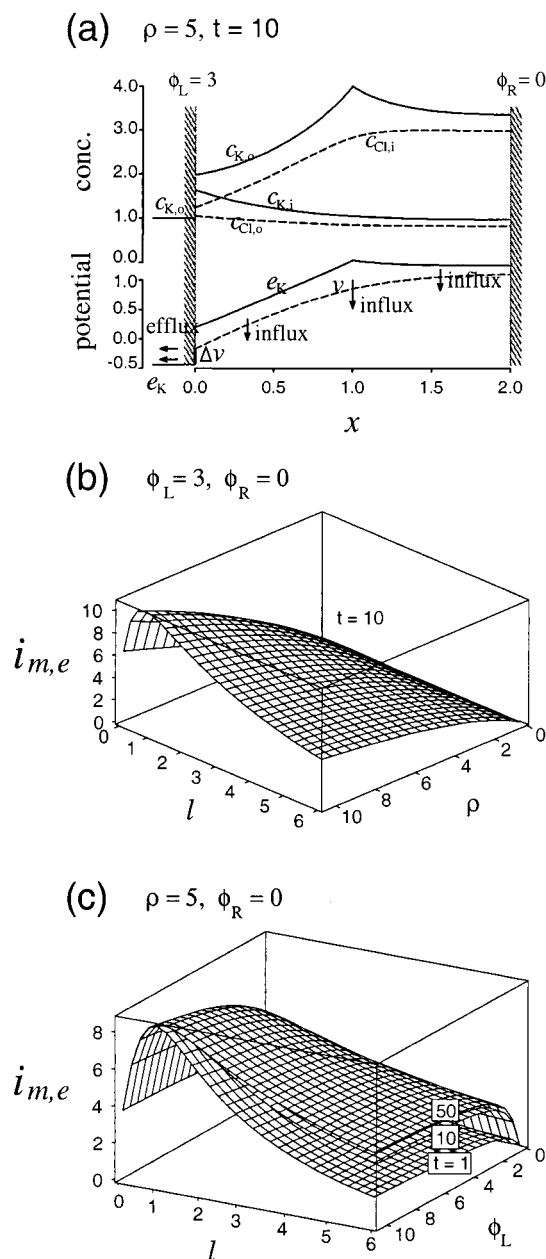 (a) ρ = 5, t = 10
ϕL = 3
ϕR = 0
4.0
3.0
2.0
1.0
0.0
conc.
cK,o
cCl,i
cK,o
cK,i
cCl,o
1.0
0.5
0.0
-0.5
potential
eK
v
influx
influx
influx
efflux
Δv
eK
0.0 0.5 1.0 1.5 2.0
x
(b) ϕL = 3, ϕR = 0
10
8
6
4
2
0
im,e
t = 10
0 1 2 3 4 5 6
l
10 8 6 4 2 0
ρ
(c) ρ = 5, ϕR = 0
8
6
4
2
0
im,e
50
10
t = 1
0 1 2 3 4 5 6
l
10 8 6 4 2 0
ϕL